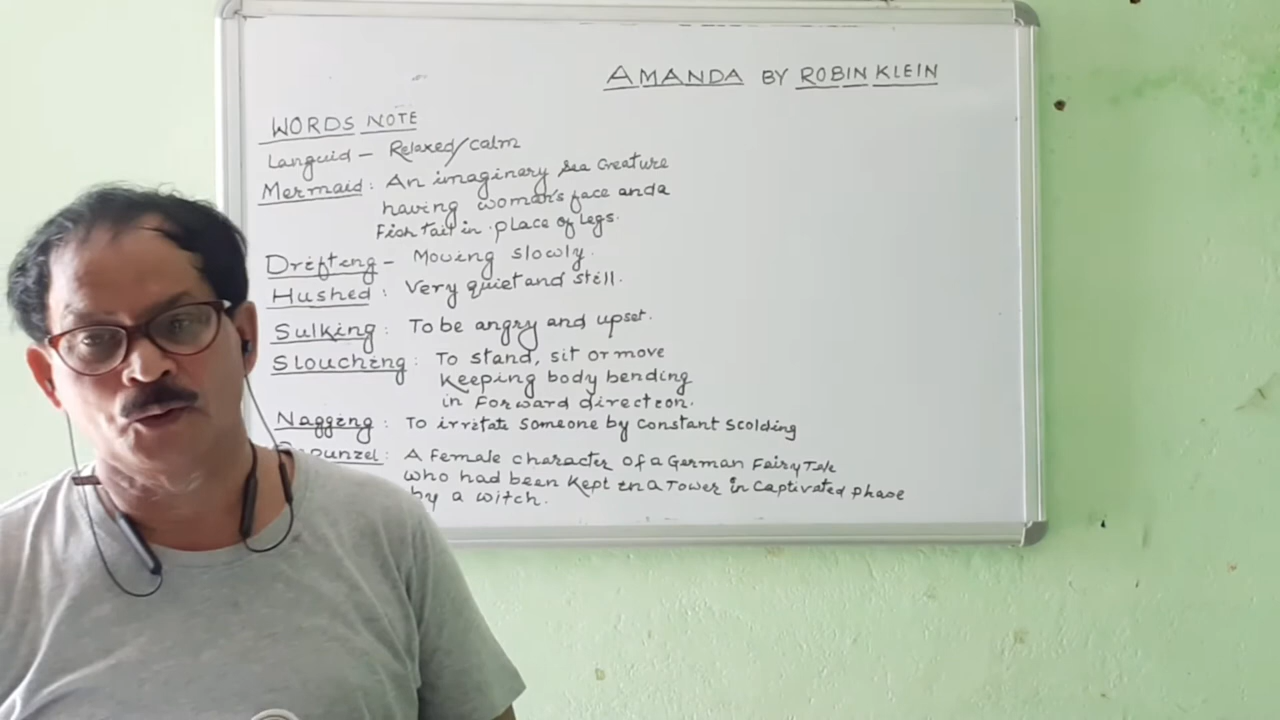 AMANDA BY ROBIN KLEIN
WORDS NOTE
Languid - Relaxed/calm
Mermaid: An imaginary sea creature
having woman's face and a
Fish tail in place of legs.
Drifting - Moving slowly.
Hushed: Very quiet and still.
Sulking: To be angry and upset.
Slouching: To stand, sit or move
keeping body bending
in forward direction.
Nagging: To irritate someone by constant scolding
: A Female character of a German Fairy Tale
who had been kept in a Tower in captivated phase
by a witch.